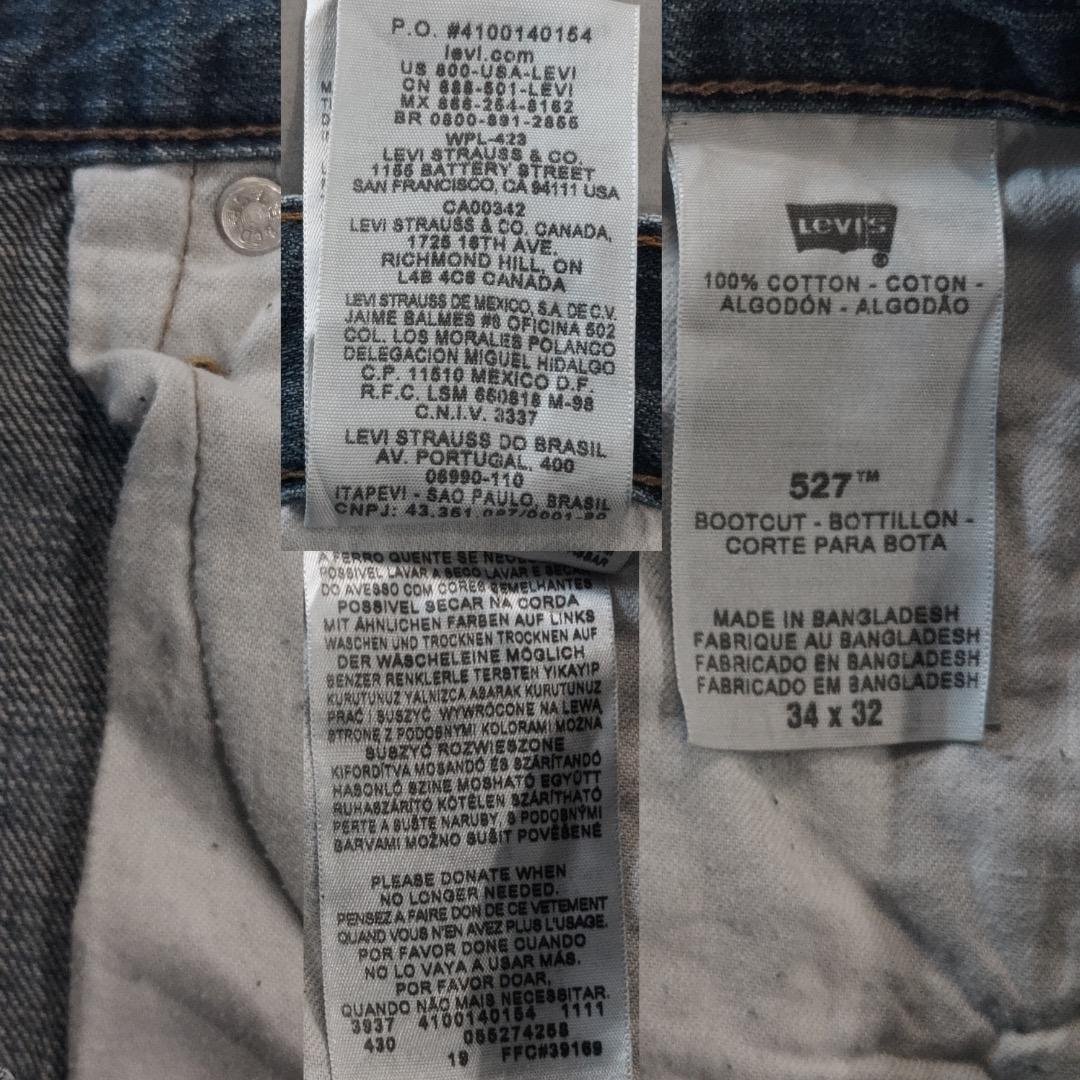 P.O. #4100140154
levi.com
US 800-USA-LEVI
CN 888-501-LEVI
MX 866-254-8162
BR 0800-891-2855
WPL-423
LEVI STRAUSS & CO.
1155 BATTERY STREET
SAN FRANCISCO, CA 94111 USA
CA00342
LEVI STRAUSS & CO. CANADA,
1725 16TH AVE.
RICHMOND HILL, ON
L4B 4C6 CANADA
LEVI STRAUSS DE MEXICO, S.A. DE C.V.
JAIME BALMES #8 OFICINA 602
COL. LOS MORALES POLANCO
DELEGACION MIGUEL HIDALGO
C.P. 11510 MEXICO D.F.
R.F.C. LSM 650818 M-98
C.N.I.V. 3337
LEVI STRAUSS DO BRASIL
AV. PORTUGAL, 400
06990-110
ITAPEVI - SAO PAULO, BRASIL
CNPJ: 43.361
A FERRO QUENTE SE
POSSIVEL LAVAR A SECO LAVAR E
DO AVESSO COM CORES SEMELHANTES
POSSIVEL SECAR NA CORDA
MIT ÄHNLICHEN FARBEN AUF LINKS
WASCHEN UND TROCKNEN TROCKNEN AUF
DER WÄSCHELEINE MÖGLICH
BENZER RENKLERLE TERSTEN YIKAYIP
KURUTUNUZ YALNIZCA ASARAK KURUTUNUZ
PRAĆ I SUSZYĆ WYWRÓCONE NA LEWĄ
STRONĘ Z PODOBNYMI KOLORAMI MOŻNA
SUSZYĆ ROZWIESZONE
KIFORDÍTVA MOSANDÓ ÉS SZÁRÍTANDÓ
HASONLÓ SZINE MOSHATÓ EGYÜTT
RUHASZÁRÍTÓ KÖTÉLEN SZÁRÍTHATÓ
PERTE A SUŠTE NARUBY, S PODOBNÝMI
BARVAMI MOŽNO SUŠIT POVĚŠENÉ
PLEASE DONATE WHEN
NO LONGER NEEDED.
PENSEZ A FAIRE DON DE CE VETEMENT
QUAND VOUS N'EN AVEZ PLUS L'USAGE.
POR FAVOR DONE CUANDO
NO LO VAYA A USAR MÁS.
POR FAVOR DOAR,
QUANDO NÃO MAIS NECESSITAR.
3937 4100140154 1111
430 055274258
19 FFC#39169
LEVI'S
®
100% COTTON - COTON -
ALGODÓN - ALGODÃO
527™
BOOTCUT - BOTTILLON -
CORTE PARA BOTA
MADE IN BANGLADESH
FABRIQUE AU BANGLADESH
FABRICADO EN BANGLADESH
FABRICADO EM BANGLADESH
34 x 32